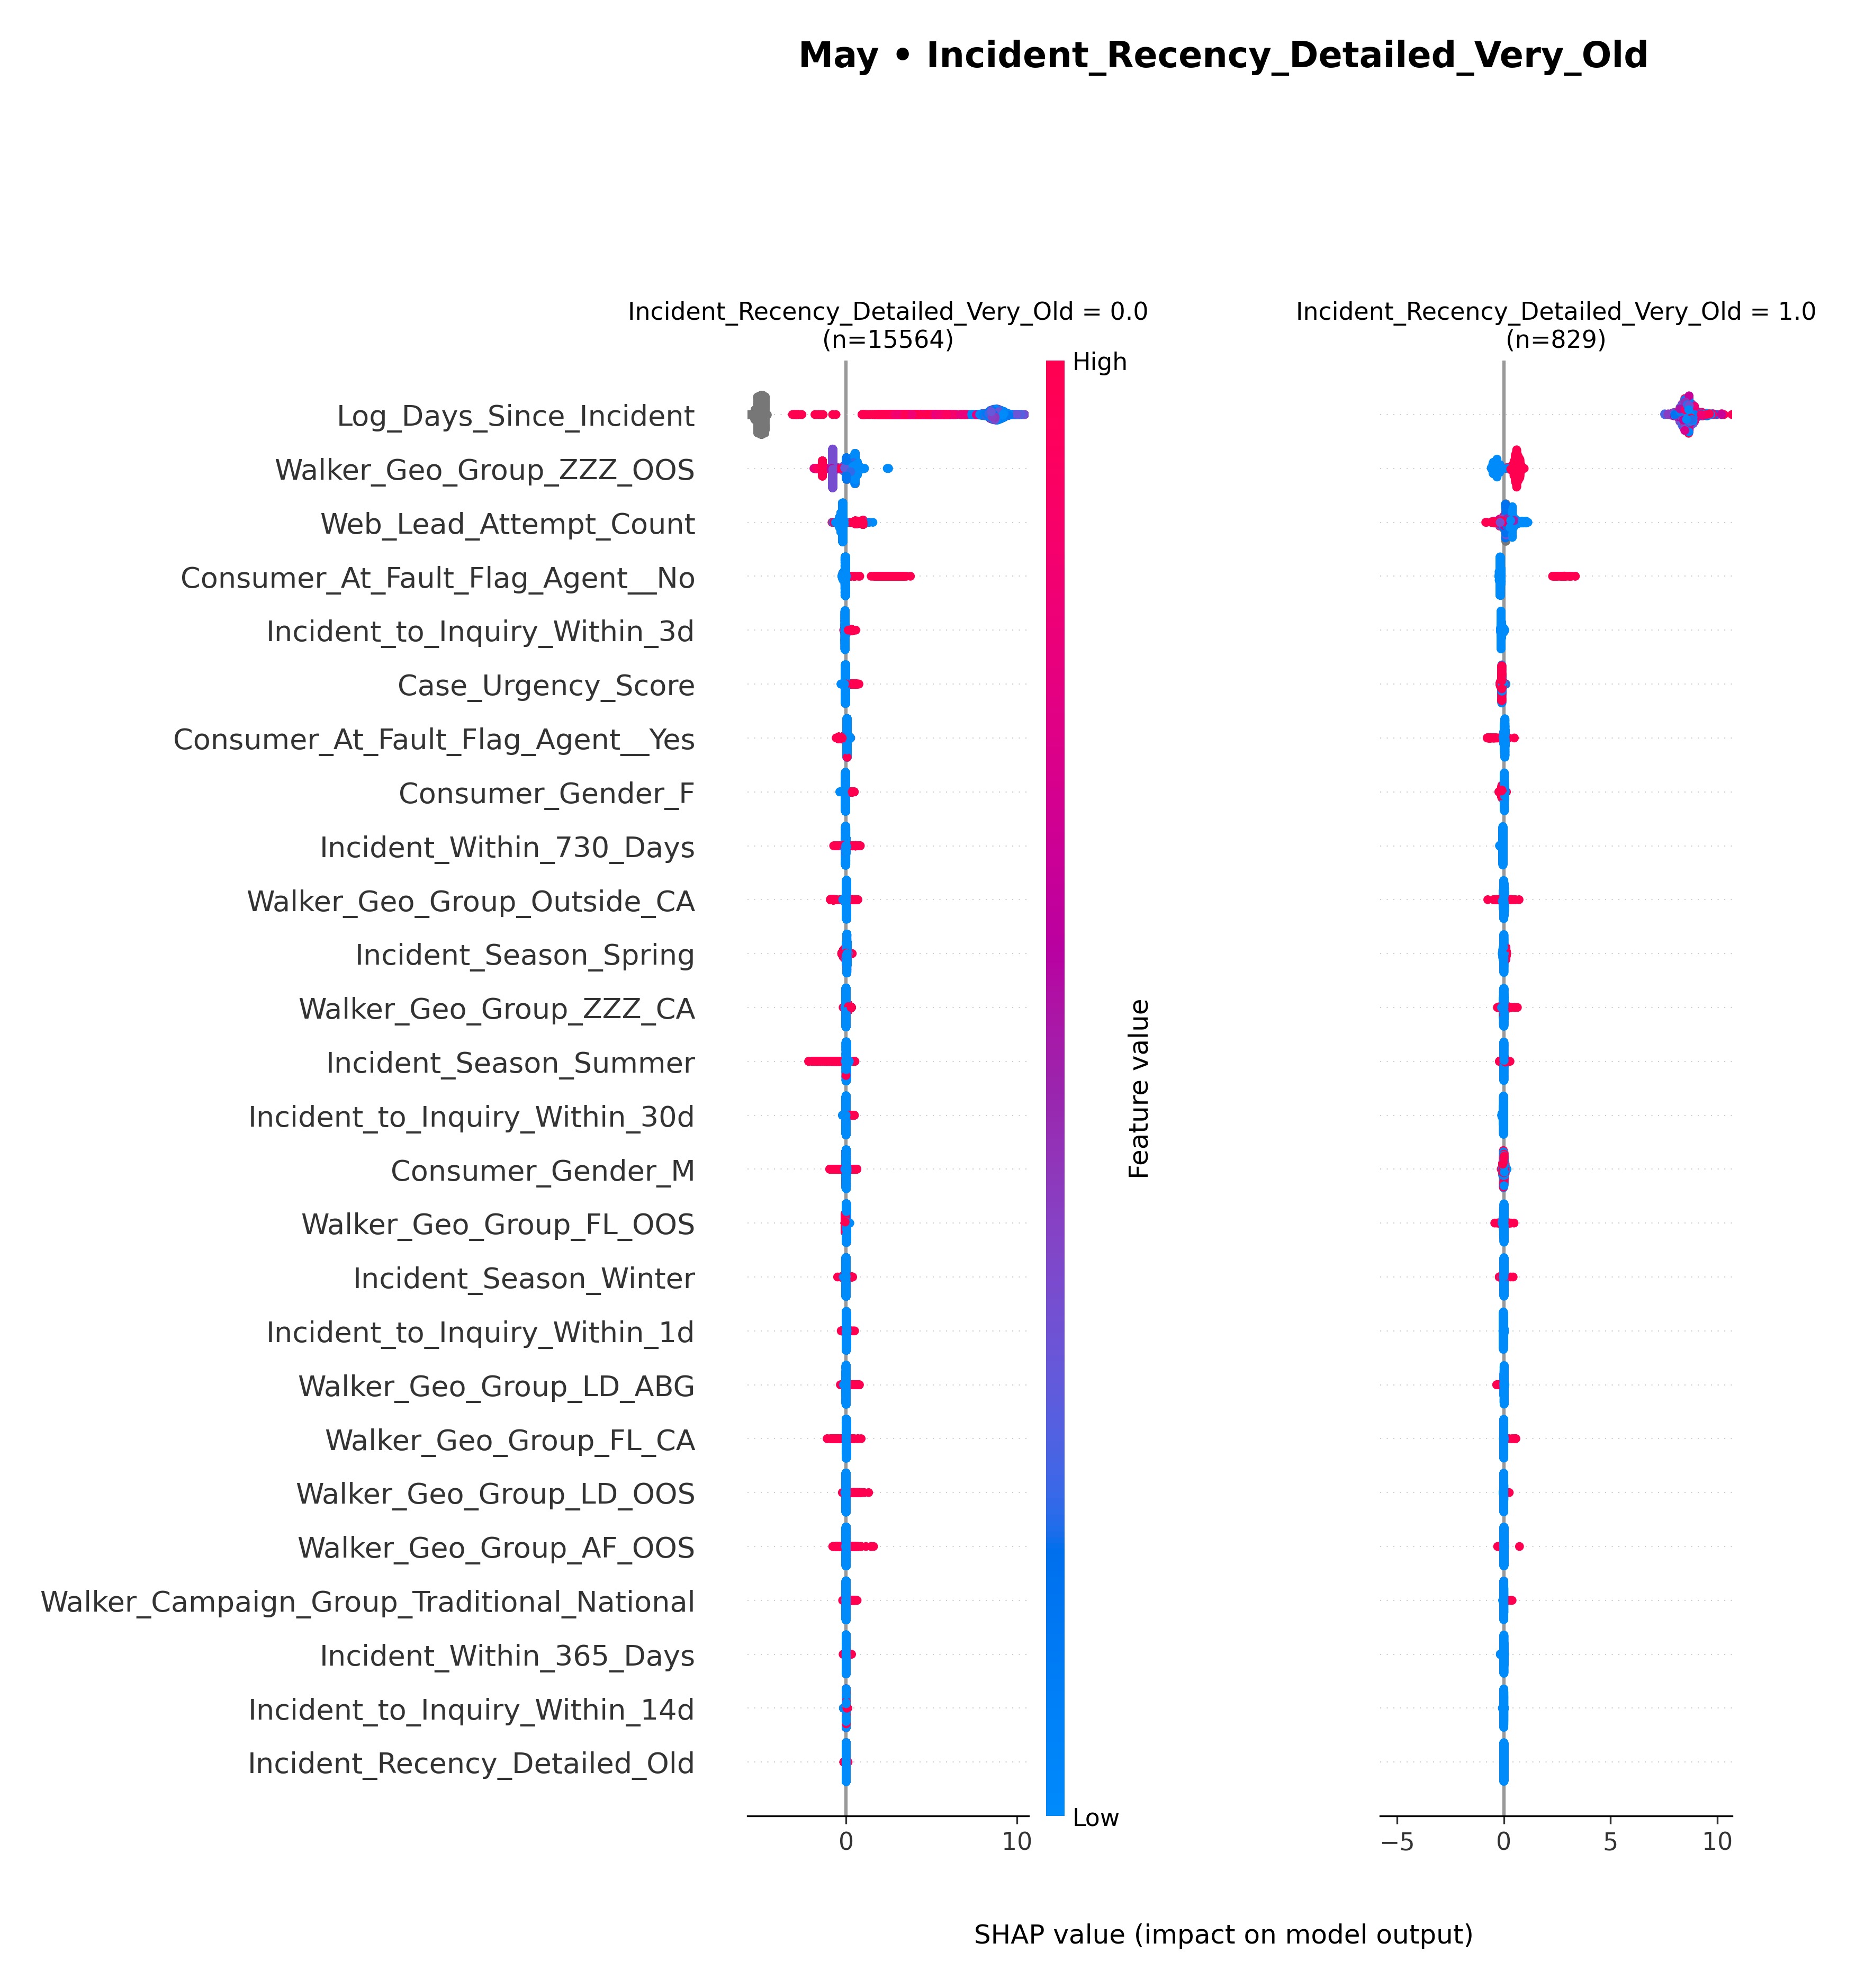 May • Incident_Recency_Detailed_Very_Old
Incident_Recency_Detailed_Very_Old = 0.0
(n=15564)
Incident_Recency_Detailed_Very_Old = 1.0
(n=829)
High
Log_Days_Since_Incident
Walker_Geo_Group_ZZZ_OOS
Web_Lead_Attempt_Count
Consumer_At_Fault_Flag_Agent__No
Incident_to_Inquiry_Within_3d
Case_Urgency_Score
Consumer_At_Fault_Flag_Agent__Yes
Consumer_Gender_F
Incident_Within_730_Days
Walker_Geo_Group_Outside_CA
Incident_Season_Spring
Walker_Geo_Group_ZZZ_CA
Incident_Season_Summer
Incident_to_Inquiry_Within_30d
Consumer_Gender_M
Walker_Geo_Group_FL_OOS
Incident_Season_Winter
Incident_to_Inquiry_Within_1d
Walker_Geo_Group_LD_ABG
Walker_Geo_Group_FL_CA
Walker_Geo_Group_LD_OOS
Walker_Geo_Group_AF_OOS
Walker_Campaign_Group_Traditional_National
Incident_Within_365_Days
Incident_to_Inquiry_Within_14d
Incident_Recency_Detailed_Old
Feature value
Low
0 10
−5 0 5 10
SHAP value (impact on model output)